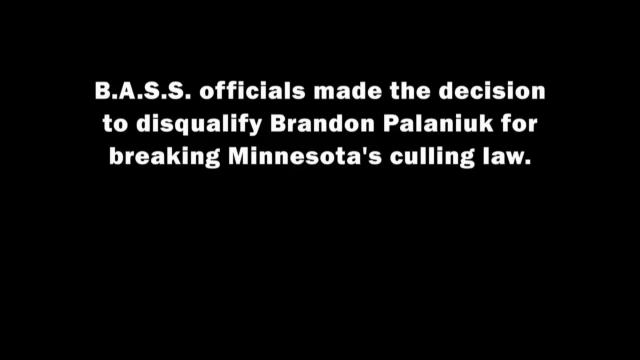 B.A.S.S. officials made the decision
to disqualify Brandon Palaniuk for
breaking Minnesota's culling law.